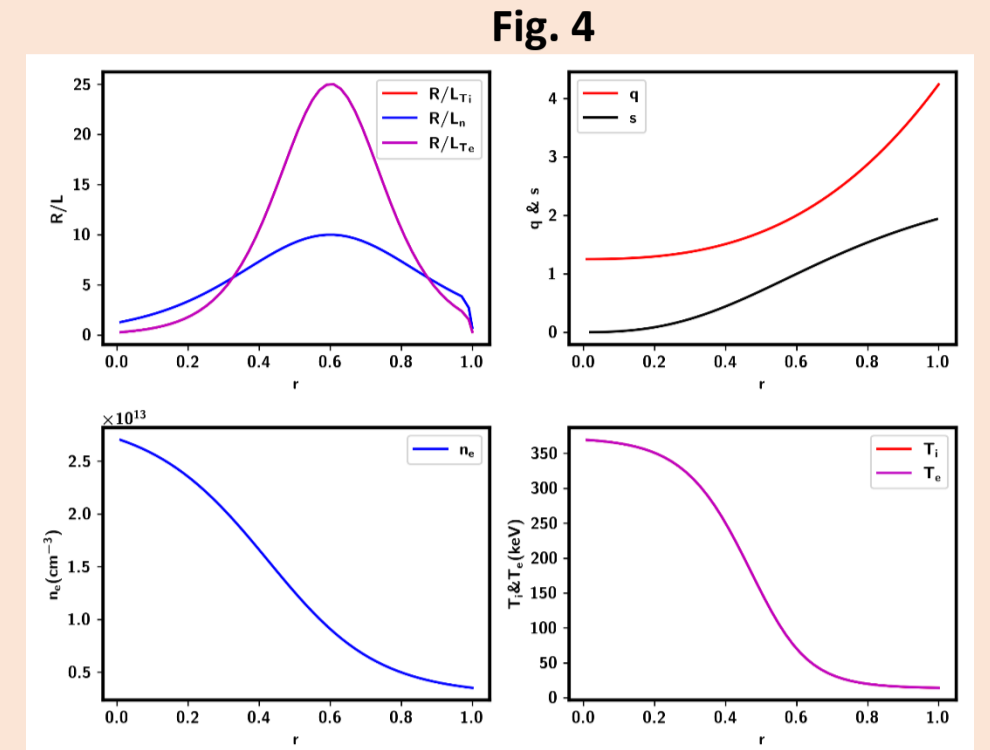 Fig. 4
R/L
25
20
15
10
5
0
R/L_{T_i}
R/L_n
R/L_{T_e}
0.0 0.2 0.4 0.6 0.8 1.0
r
q & s
4
3
2
1
0
q
s
0.0 0.2 0.4 0.6 0.8 1.0
r
×10^{13}
n_e(cm^{−3})
2.5
2.0
1.5
1.0
0.5
n_e
0.0 0.2 0.4 0.6 0.8 1.0
r
T_i&T_e(keV)
350
300
250
200
150
100
50
0
T_i
T_e
0.0 0.2 0.4 0.6 0.8 1.0
r